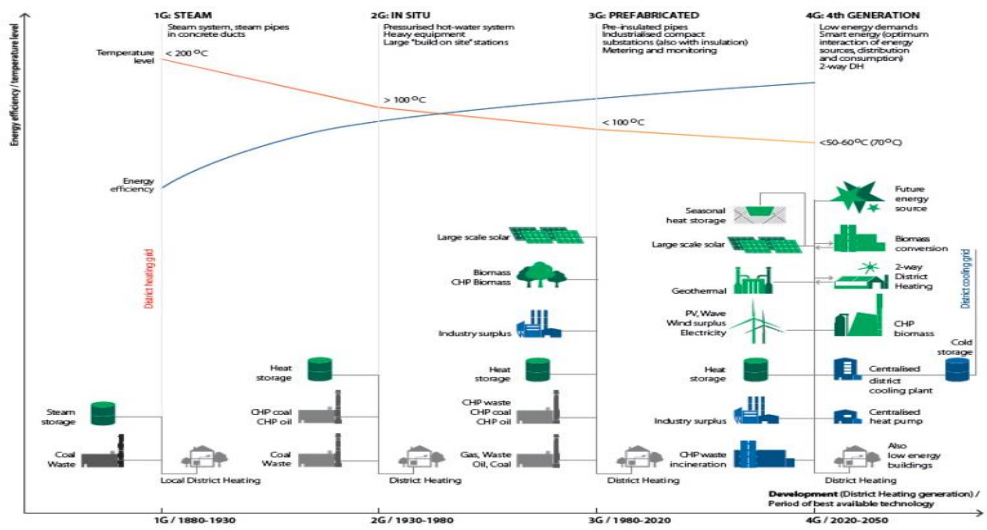 1G: STEAM
Steam system, steam pipes
in concrete ducts
2G: IN SITU
Pressurised hot-water system
Heavy equipment
Large "build on site" stations
3G: PREFABRICATED
Pre-insulated pipes
Industrialised compact
substations (also with insulation)
Metering and monitoring
4G: 4th GENERATION
Low energy demands
Smart energy (optimum
interaction of energy
sources, distribution
and consumption)
2-way DH
Energy efficiency / temperature level
Temperature
level
< 200 °C
> 100 °C
< 100 °C
<50-60 °C (70°C)
Energy
efficiency
District heating grid
Steam
storage
Coal
Waste
Local District Heating
Heat
storage
CHP coal
CHP oil
Coal
Waste
District Heating
Large scale solar
Biomass
CHP Biomass
Industry surplus
Heat
storage
CHP waste
CHP coal
CHP oil
Gas, Waste
Oil, Coal
District Heating
Seasonal
heat storage
Large scale solar
Geothermal
PV, Wave
Wind surplus
Electricity
Heat
storage
Industry surplus
CHP waste
incineration
Future
energy
source
Biomass
conversion
2-way
District
Heating
CHP
biomass
Centralised
district
cooling plant
Centralised
heat pump
Also
low energy
buildings
District Heating
District cooling grid
Cold
storage
Development (District Heating generation) /
Period of best available technology
1G / 1880-1930
2G / 1930-1980
3G / 1980-2020
4G / 2020-2050